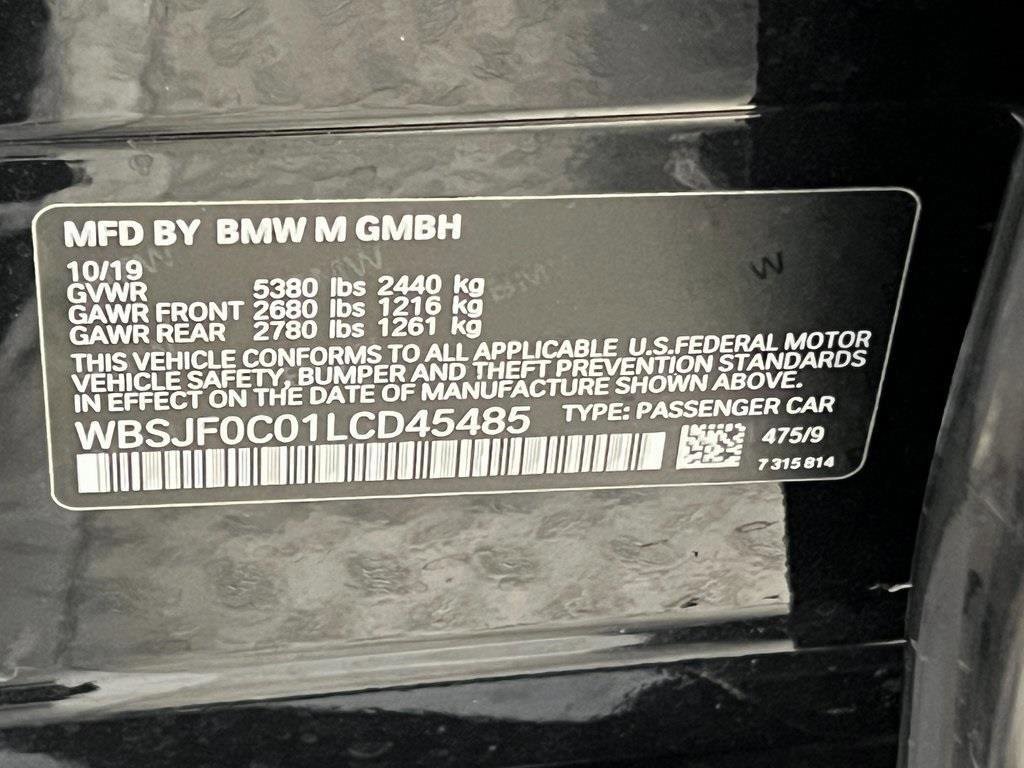 MFD BY BMW M GMBH
10/19
GVWR 5380 lbs 2440 kg
GAWR FRONT 2680 lbs 1216 kg
GAWR REAR 2780 lbs 1261 kg
THIS VEHICLE CONFORMS TO ALL APPLICABLE U.S.FEDERAL MOTOR
VEHICLE SAFETY, BUMPER AND THEFT PREVENTION STANDARDS
IN EFFECT ON THE DATE OF MANUFACTURE SHOWN ABOVE.
WBSJF0C01LCD45485 TYPE: PASSENGER CAR
475/9
7 315 814